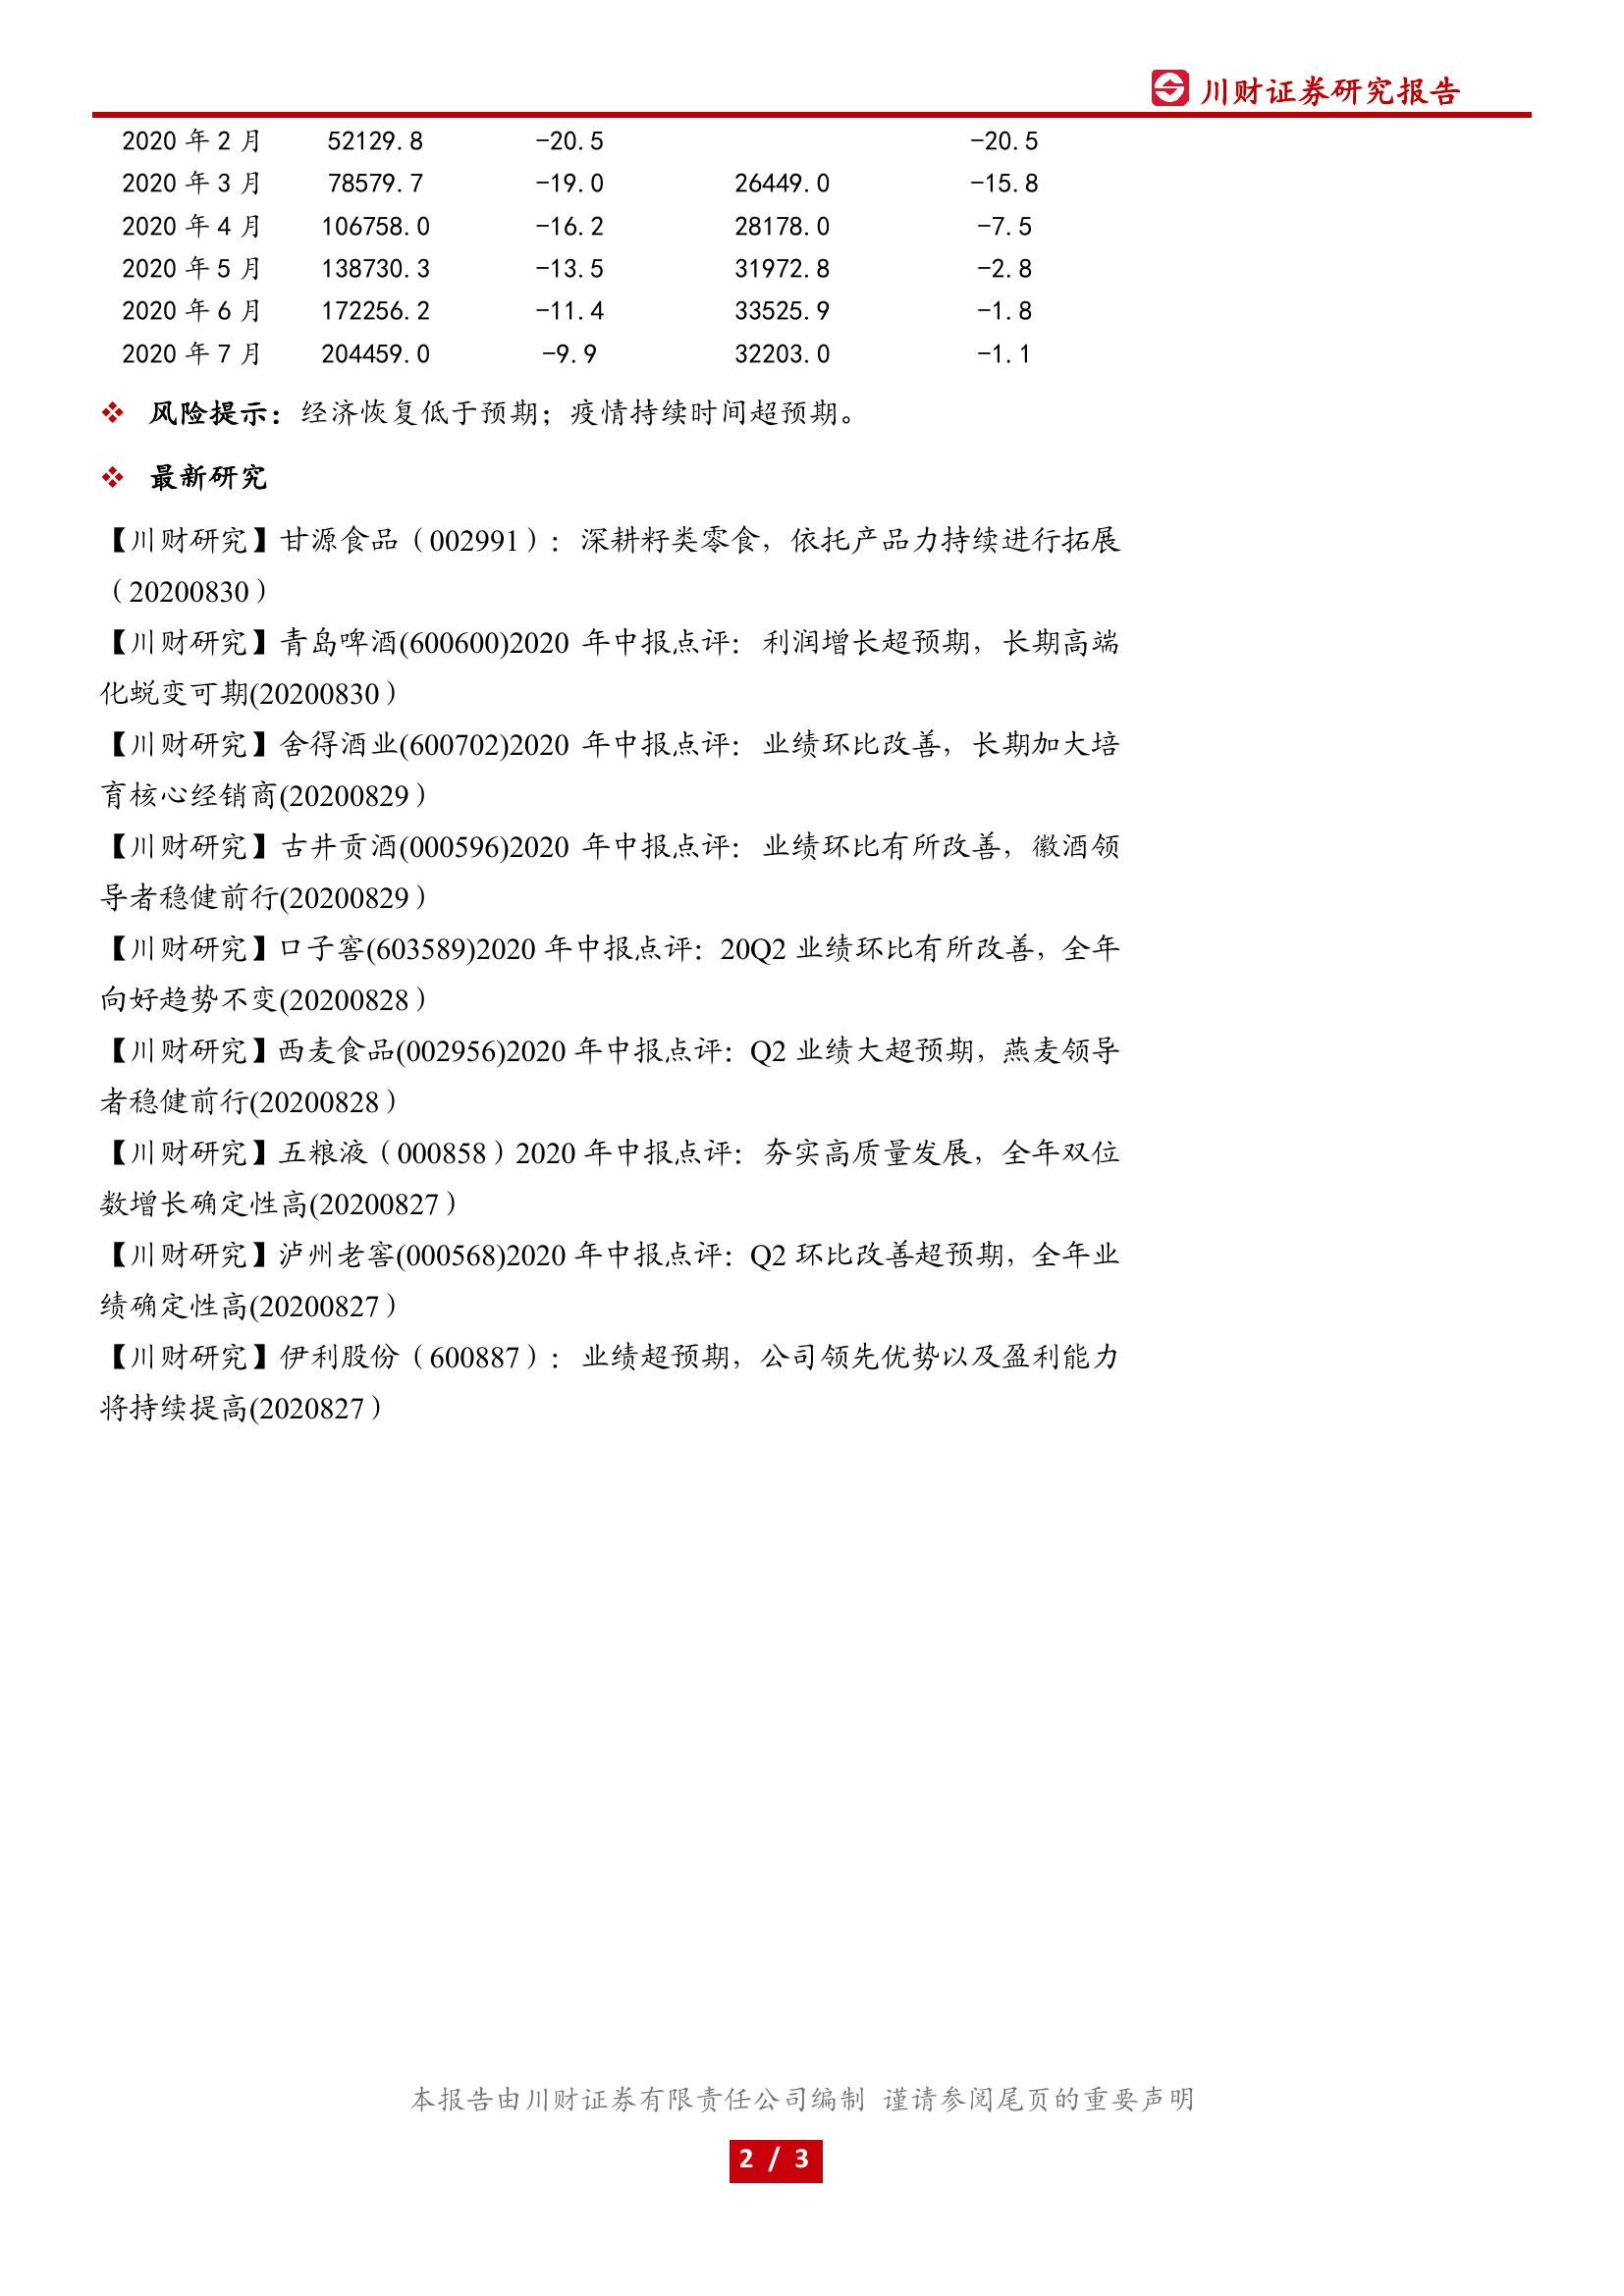 川财证券研究报告
2020 年 2 月 52129.8 -20.5 -20.5
2020 年 3 月 78579.7 -19.0 26449.0 -15.8
2020 年 4 月 106758.0 -16.2 28178.0 -7.5
2020 年 5 月 138730.3 -13.5 31972.8 -2.8
2020 年 6 月 172256.2 -11.4 33525.9 -1.8
2020 年 7 月 204459.0 -9.9 32203.0 -1.1
❖ 风险提示：经济恢复低于预期；疫情持续时间超预期。
❖ 最新研究
【川财研究】甘源食品（002991）：深耕籽类零食，依托产品力持续进行拓展
（20200830）
【川财研究】青岛啤酒(600600)2020 年中报点评：利润增长超预期，长期高端
化蜕变可期(20200830）
【川财研究】舍得酒业(600702)2020 年中报点评：业绩环比改善，长期加大培
育核心经销商(20200829）
【川财研究】古井贡酒(000596)2020 年中报点评：业绩环比有所改善，徽酒领
导者稳健前行(20200829）
【川财研究】口子窖(603589)2020 年中报点评：20Q2 业绩环比有所改善，全年
向好趋势不变(20200828）
【川财研究】西麦食品(002956)2020 年中报点评：Q2 业绩大超预期，燕麦领导
者稳健前行(20200828）
【川财研究】五粮液（000858）2020 年中报点评：夯实高质量发展，全年双位
数增长确定性高(20200827）
【川财研究】泸州老窖(000568)2020 年中报点评：Q2 环比改善超预期，全年业
绩确定性高(20200827）
【川财研究】伊利股份（600887）：业绩超预期，公司领先优势以及盈利能力
将持续提高(2020827）
本报告由川财证券有限责任公司编制 谨请参阅尾页的重要声明
2 / 3